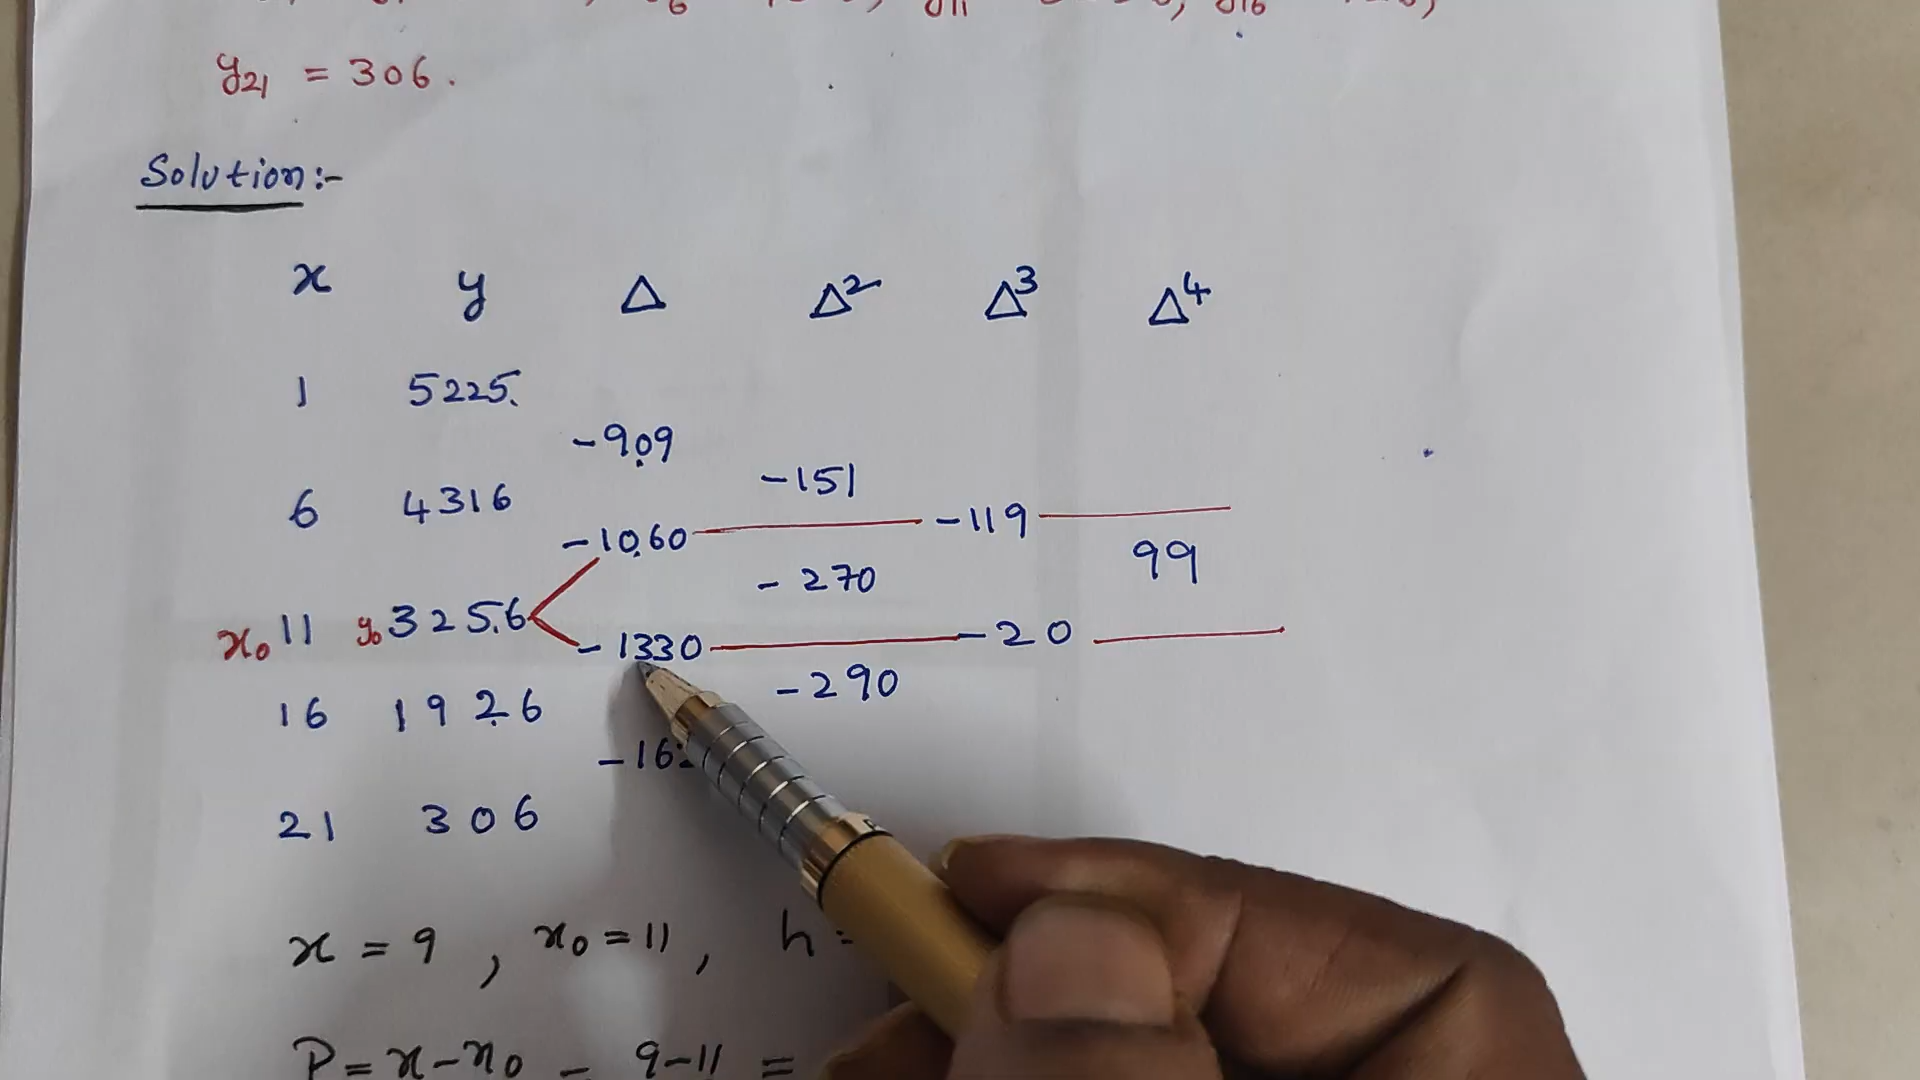 y21 = 306.
Solution:-
x y Δ Δ² Δ³ Δ⁴
1 5225
-909
6 4316 -151
-1060 -119
-270 99
x₀ 11 y₀ 3256
-1330 -20
16 1926 -290
21 306
x = 9 , x₀ = 11 , h =
P = x - x₀ = 9 - 11 =